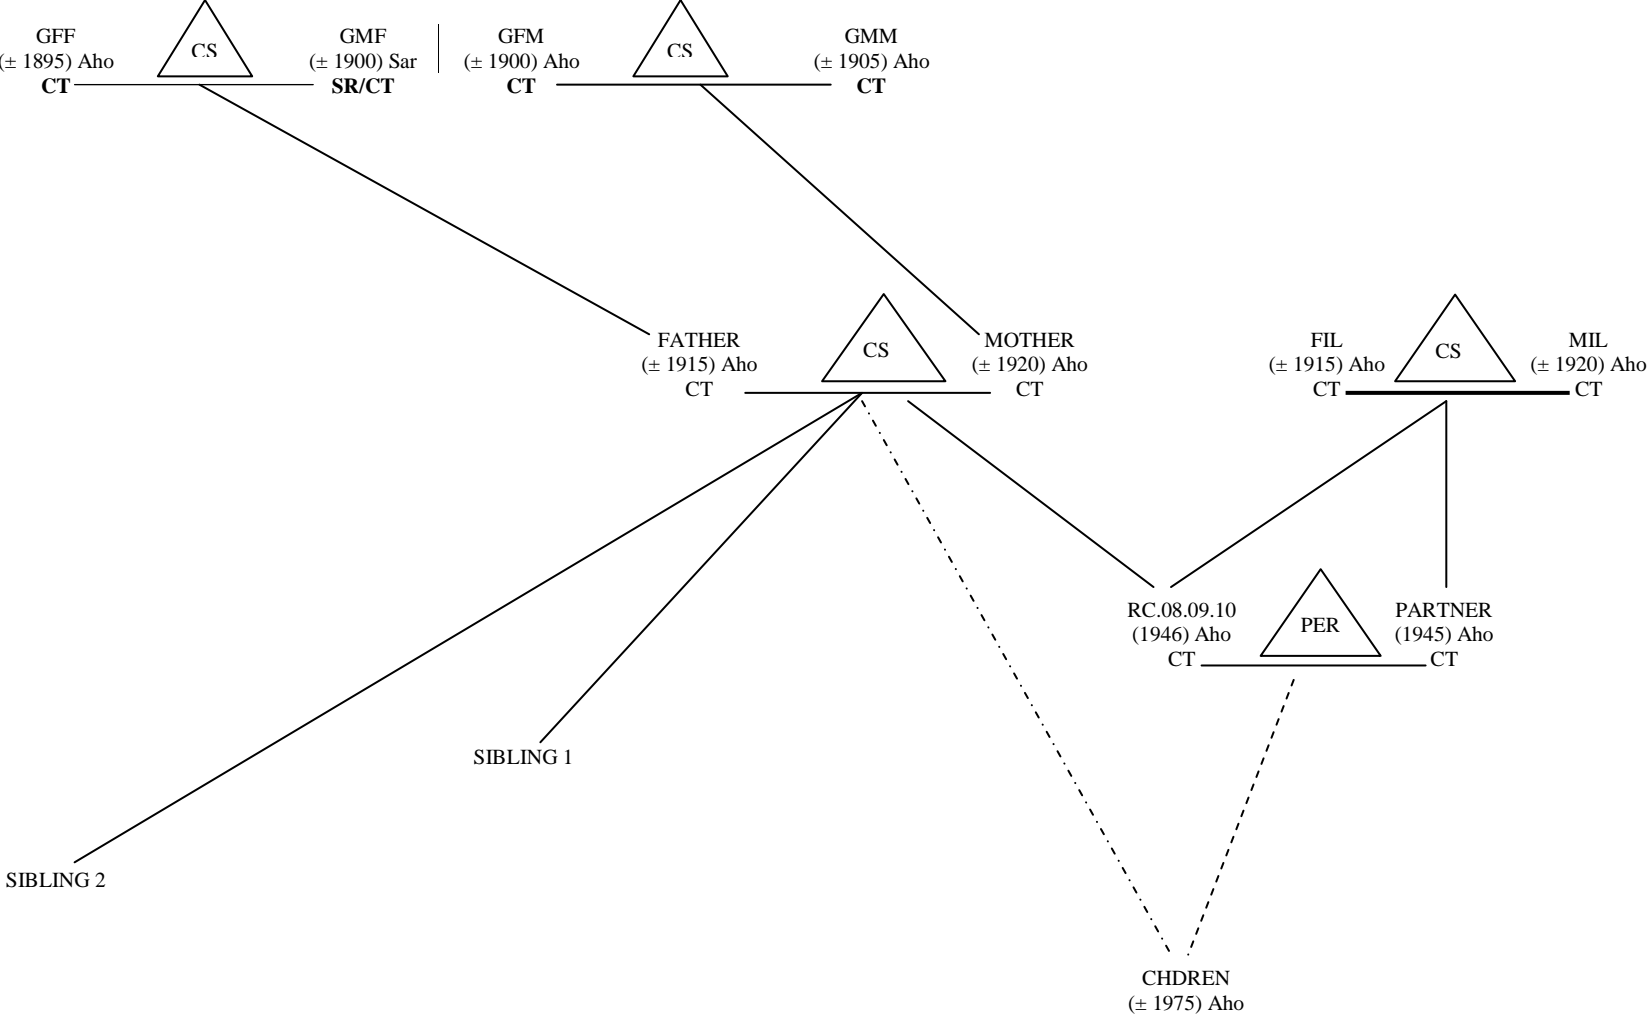 GFF
(± 1895) Aho
CT
CS
GMF
(± 1900) Sar
SR/CT
GFM
(± 1900) Aho
CT
CS
GMM
(± 1905) Aho
CT
FATHER
(± 1915) Aho
CT
CS
MOTHER
(± 1920) Aho
CT
FIL
(± 1915) Aho
CT
CS
MIL
(± 1920) Aho
CT
RC.08.09.10
(1946) Aho
CT
PER
PARTNER
(1945) Aho
CT
SIBLING 1
SIBLING 2
CHDREN
(± 1975) Aho